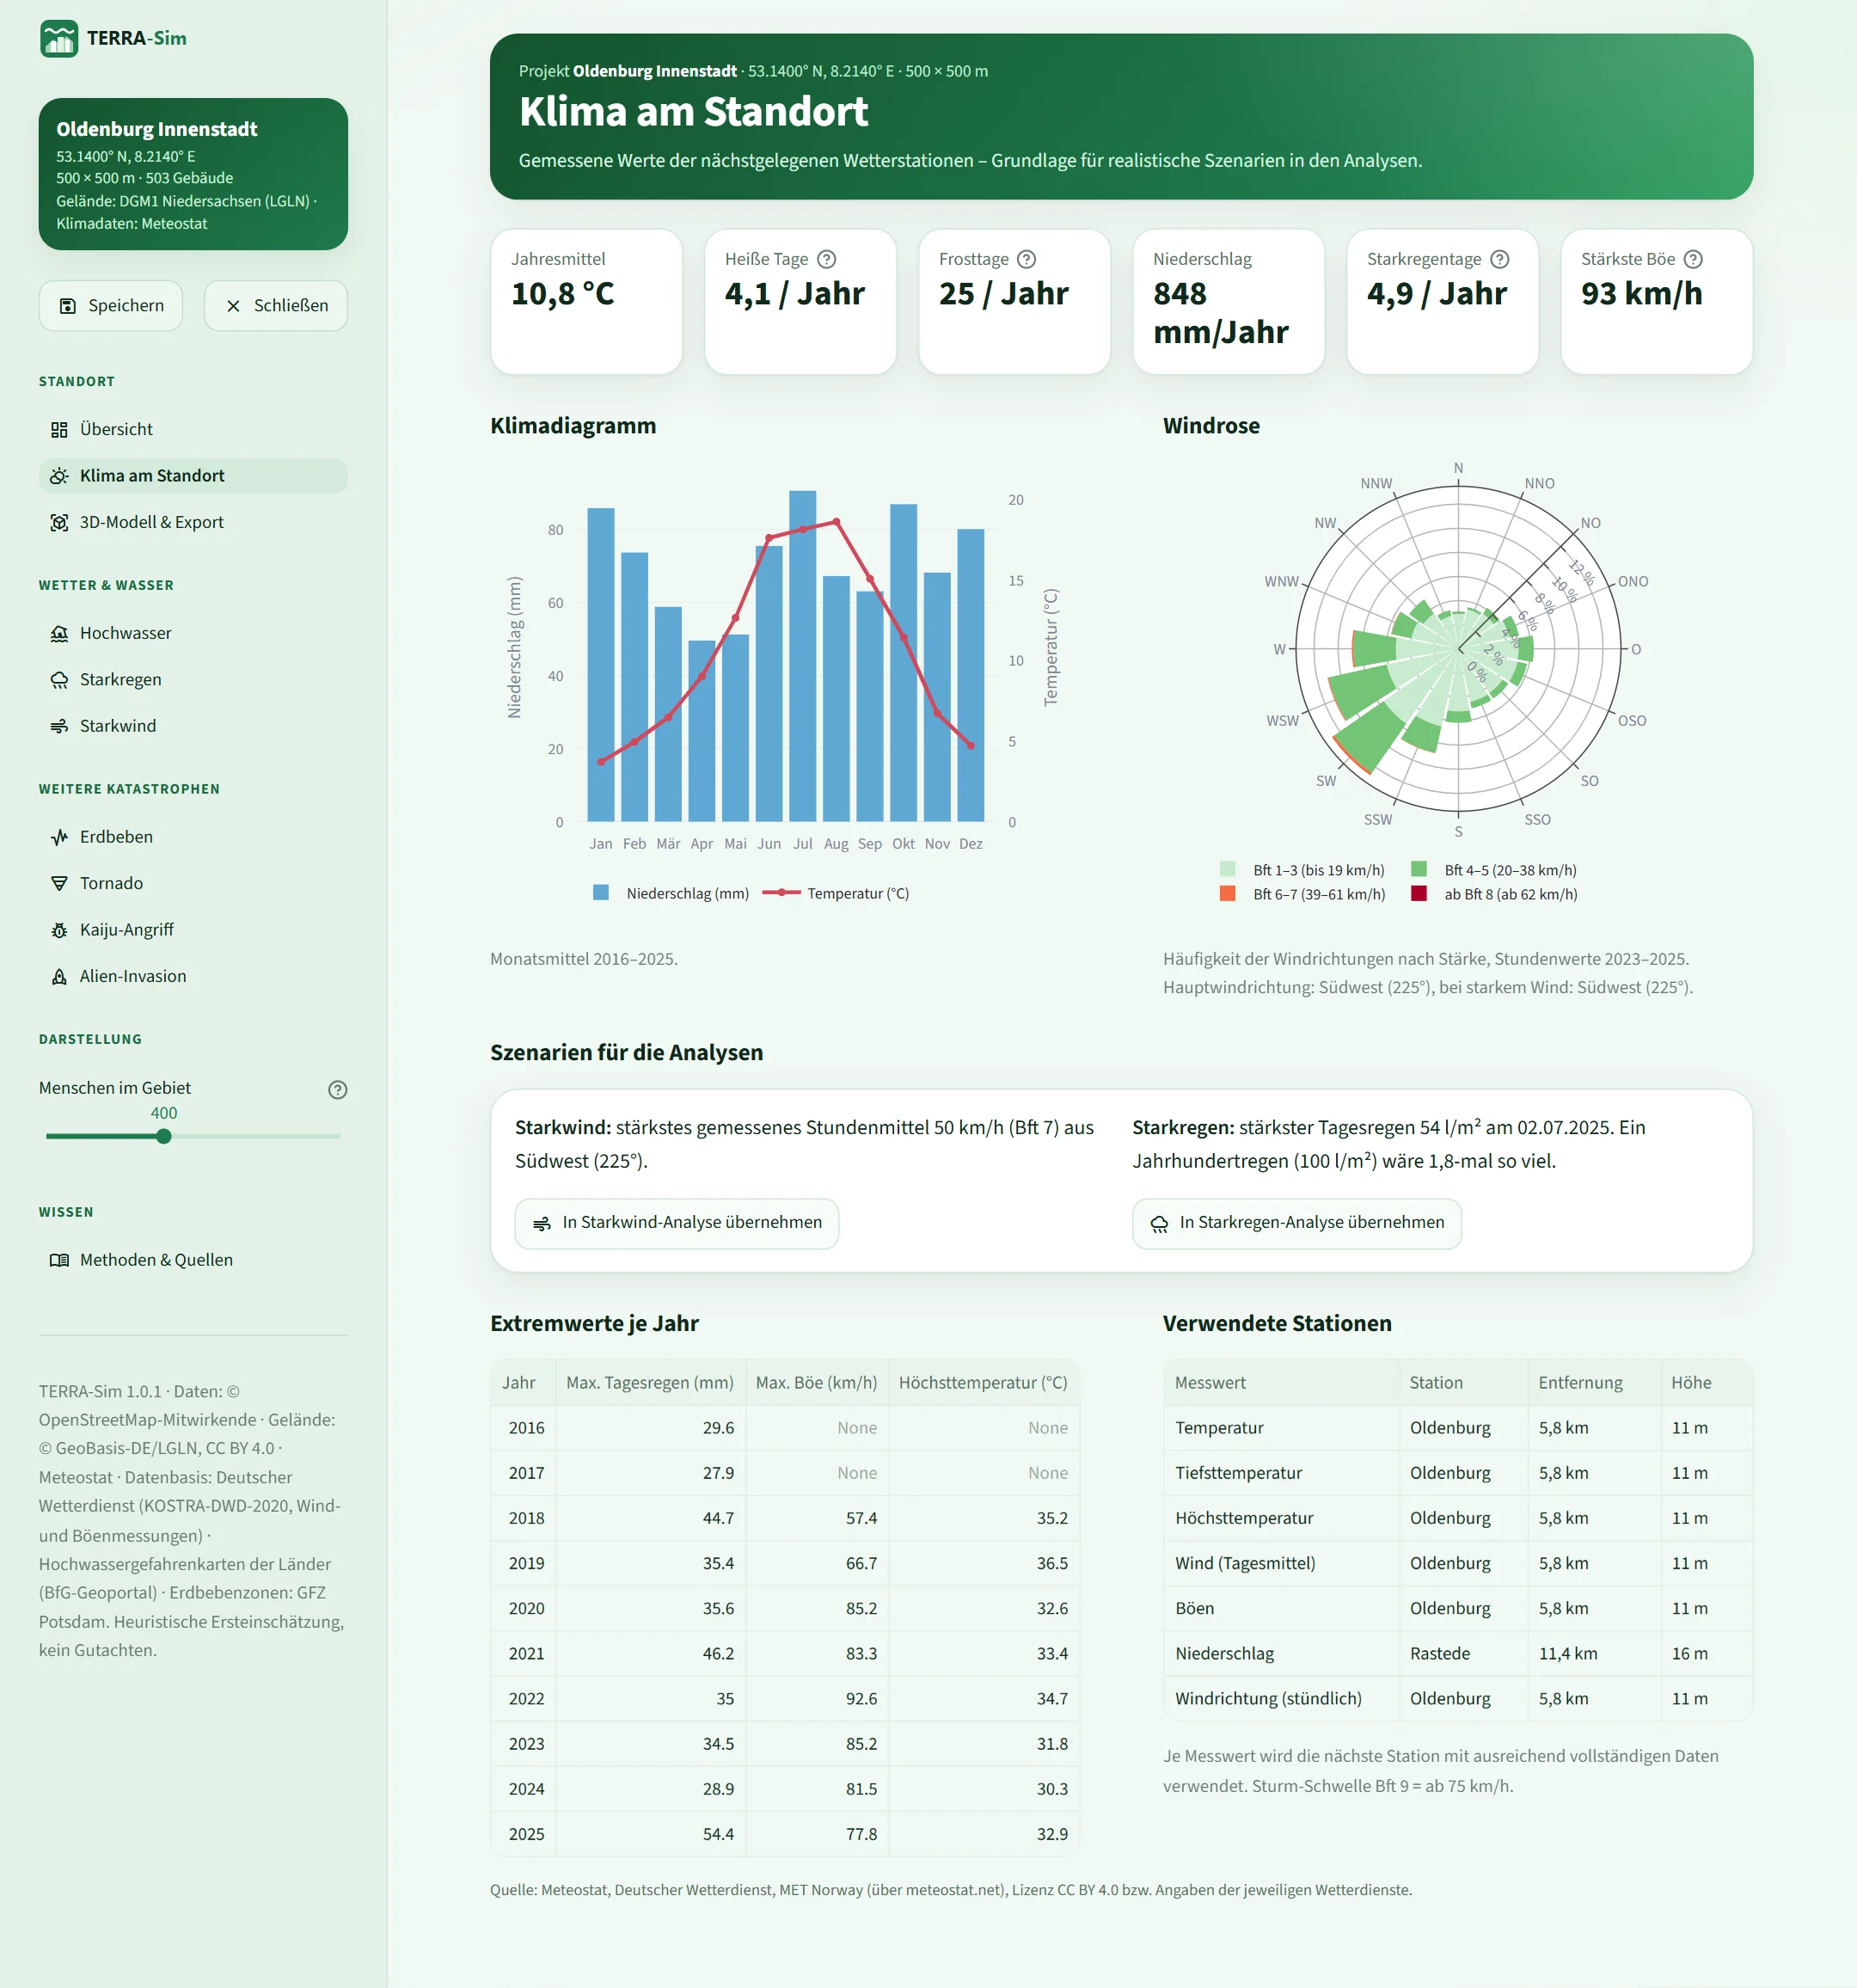 TERRA-Sim
Oldenburg Innenstadt
53.1400° N, 8.2140° E
500 × 500 m · 503 Gebäude
Gelände: DGM1 Niedersachsen (LGLN) ·
Klimadaten: Meteostat
Speichern
Schließen
STANDORT
Übersicht
Klima am Standort
3D-Modell & Export
WETTER & WASSER
Hochwasser
Starkregen
Starkwind
WEITERE KATASTROPHEN
Erdbeben
Tornado
Kaiju-Angriff
Alien-Invasion
DARSTELLUNG
Menschen im Gebiet
400
WISSEN
Methoden & Quellen
TERRA-Sim 1.0.1 · Daten: ©
OpenStreetMap-Mitwirkende · Gelände:
© GeoBasis-DE/LGLN, CC BY 4.0 ·
Meteostat · Datenbasis: Deutscher
Wetterdienst (KOSTRA-DWD-2020, Wind-
und Böenmessungen) ·
Hochwassergefahrenkarten der Länder
(BfG-Geoportal) · Erdbebenzonen: GFZ
Potsdam. Heuristische Ersteinschätzung,
kein Gutachten.
Projekt Oldenburg Innenstadt · 53.1400° N, 8.2140° E · 500 × 500 m
Klima am Standort
Gemessene Werte der nächstgelegenen Wetterstationen – Grundlage für realistische Szenarien in den Analysen.
Jahresmittel
10,8 °C
Heiße Tage
4,1 / Jahr
Frosttage
25 / Jahr
Niederschlag
848
mm/Jahr
Starkregentage
4,9 / Jahr
Stärkste Böe
93 km/h
Klimadiagramm
Niederschlag (mm)
80
60
40
20
0
20
15
10
5
0
Temperatur (°C)
Jan Feb Mär Apr Mai Jun Jul Aug Sep Okt Nov Dez
Niederschlag (mm) Temperatur (°C)
Monatsmittel 2016–2025.
Windrose
N
NNO
NO
ONO
O
OSO
SO
SSO
S
SSW
SW
WSW
W
WNW
NW
NNW
0 %
2 %
4 %
6 %
8 %
10 %
12 %
Bft 1–3 (bis 19 km/h) Bft 4–5 (20–38 km/h)
Bft 6–7 (39–61 km/h) ab Bft 8 (ab 62 km/h)
Häufigkeit der Windrichtungen nach Stärke, Stundenwerte 2023–2025.
Hauptwindrichtung: Südwest (225°), bei starkem Wind: Südwest (225°).
Szenarien für die Analysen
Starkwind: stärkstes gemessenes Stundenmittel 50 km/h (Bft 7) aus
Südwest (225°).
In Starkwind-Analyse übernehmen
Starkregen: stärkster Tagesregen 54 l/m² am 02.07.2025. Ein
Jahrhundertregen (100 l/m²) wäre 1,8-mal so viel.
In Starkregen-Analyse übernehmen
Extremwerte je Jahr
Jahr Max. Tagesregen (mm) Max. Böe (km/h) Höchsttemperatur (°C)
2016 29.6 None None
2017 27.9 None None
2018 44.7 57.4 35.2
2019 35.4 66.7 36.5
2020 35.6 85.2 32.6
2021 46.2 83.3 33.4
2022 35 92.6 34.7
2023 34.5 85.2 31.8
2024 28.9 81.5 30.3
2025 54.4 77.8 32.9
Verwendete Stationen
Messwert Station Entfernung Höhe
Temperatur Oldenburg 5,8 km 11 m
Tiefsttemperatur Oldenburg 5,8 km 11 m
Höchsttemperatur Oldenburg 5,8 km 11 m
Wind (Tagesmittel) Oldenburg 5,8 km 11 m
Böen Oldenburg 5,8 km 11 m
Niederschlag Rastede 11,4 km 16 m
Windrichtung (stündlich) Oldenburg 5,8 km 11 m
Je Messwert wird die nächste Station mit ausreichend vollständigen Daten
verwendet. Sturm-Schwelle Bft 9 = ab 75 km/h.
Quelle: Meteostat, Deutscher Wetterdienst, MET Norway (über meteostat.net), Lizenz CC BY 4.0 bzw. Angaben der jeweiligen Wetterdienste.